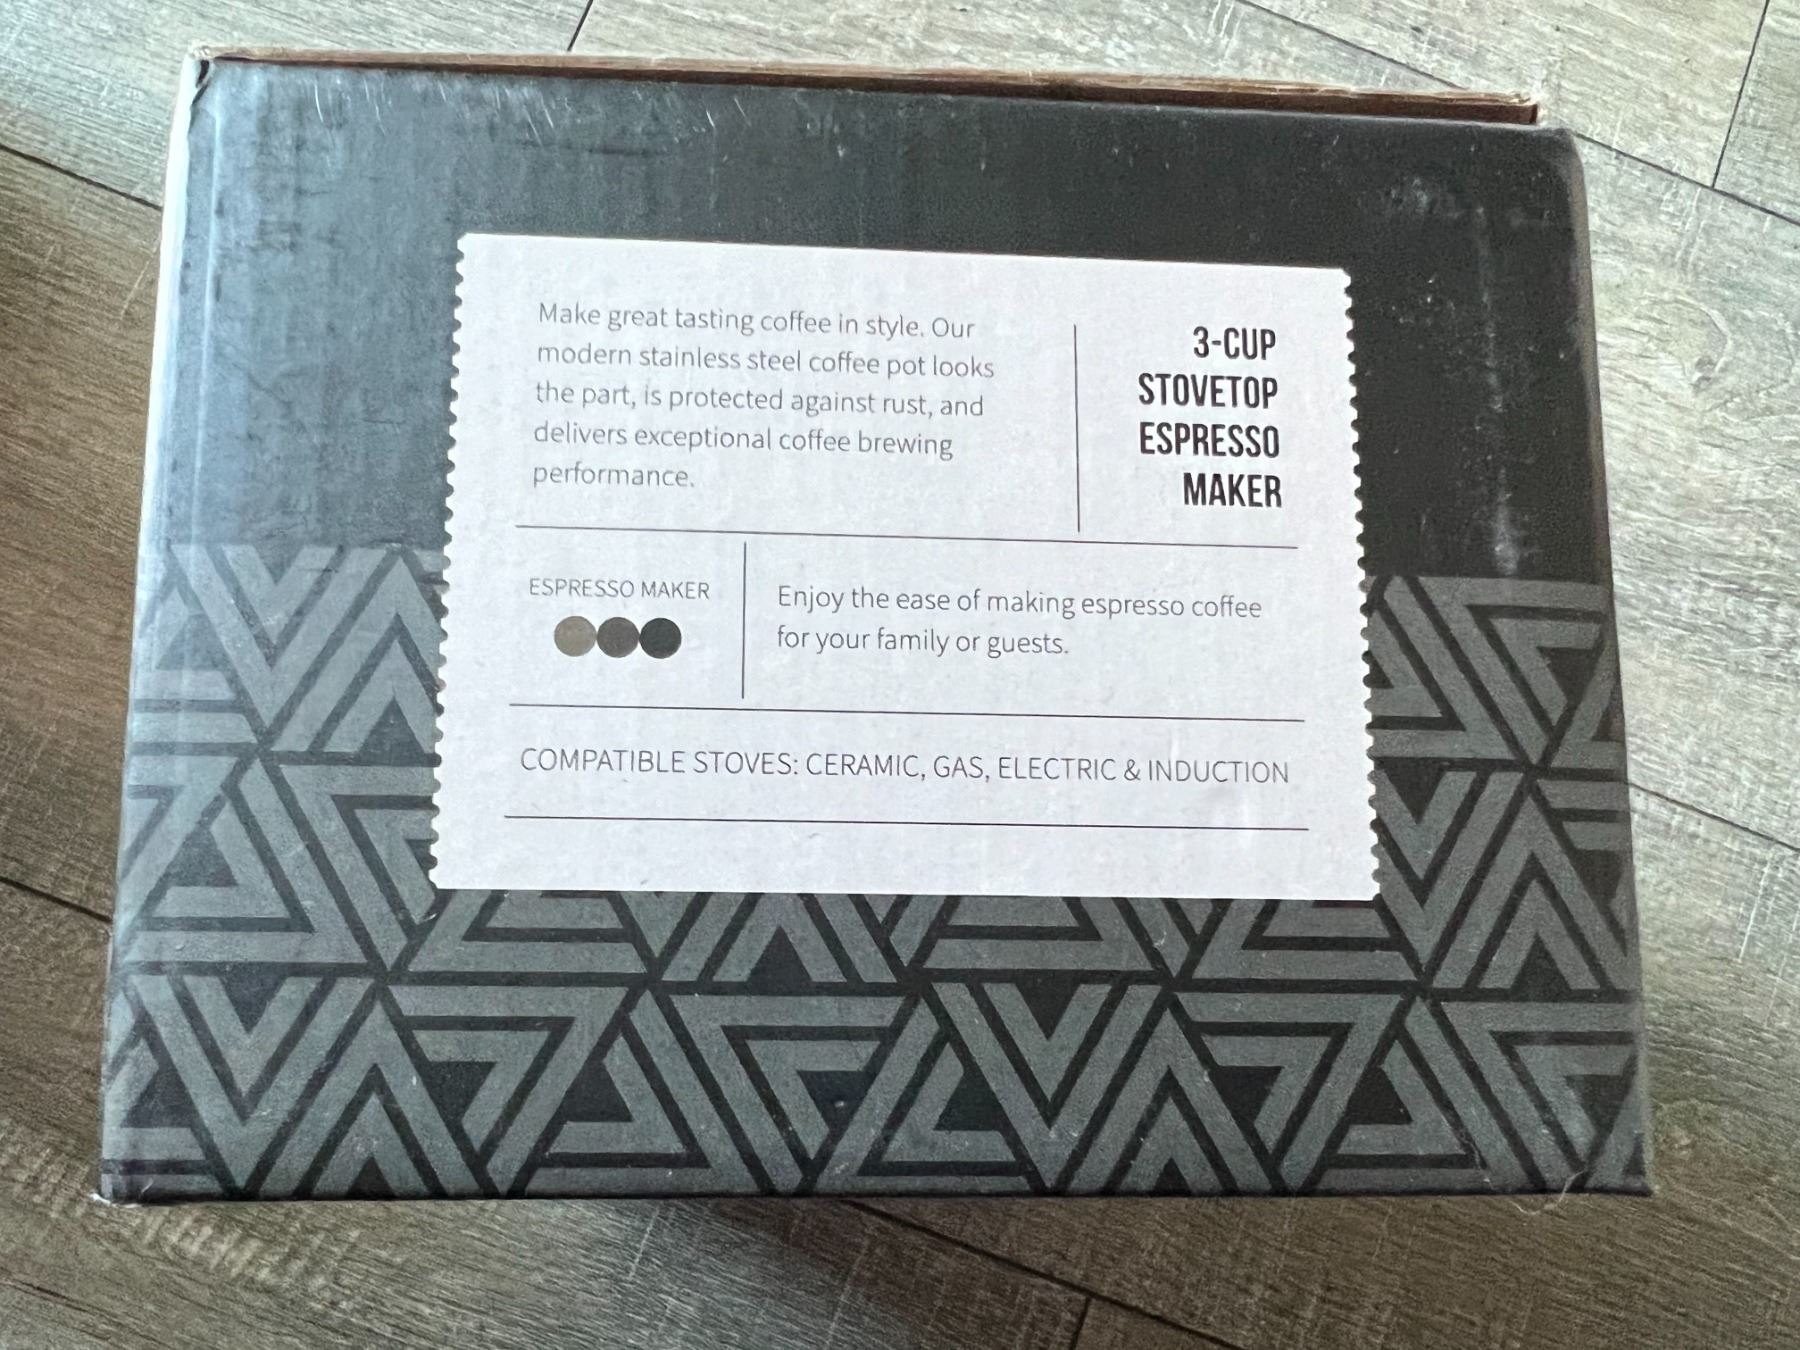 Make great tasting coffee in style. Our
modern stainless steel coffee pot looks
the part, is protected against rust, and
delivers exceptional coffee brewing
performance.
3-CUP
STOVETOP
ESPRESSO
MAKER
ESPRESSO MAKER
Enjoy the ease of making espresso coffee
for your family or guests.
COMPATIBLE STOVES: CERAMIC, GAS, ELECTRIC & INDUCTION